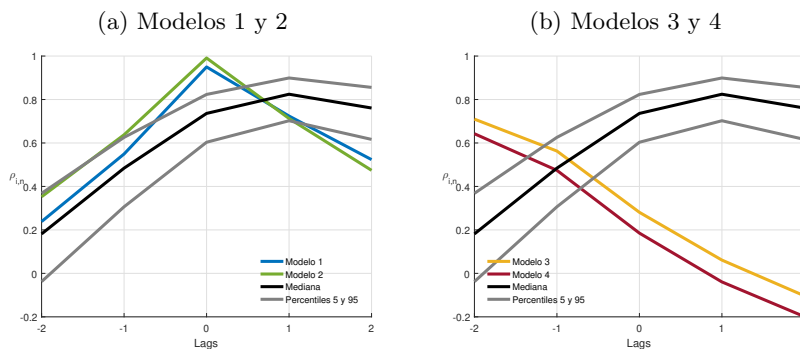 (a) Modelos 1 y 2
1
0.8
0.6
0.4
0.2
0
-0.2
ρi,n
-2
-1
0
1
2
Lags
Modelo 1
Modelo 2
Mediana
Percentiles 5 y 95
(b) Modelos 3 y 4
1
0.8
0.6
0.4
0.2
0
-0.2
ρi,n
-2
-1
0
1
Lags
Modelo 3
Modelo 4
Mediana
Percentiles 5 y 95